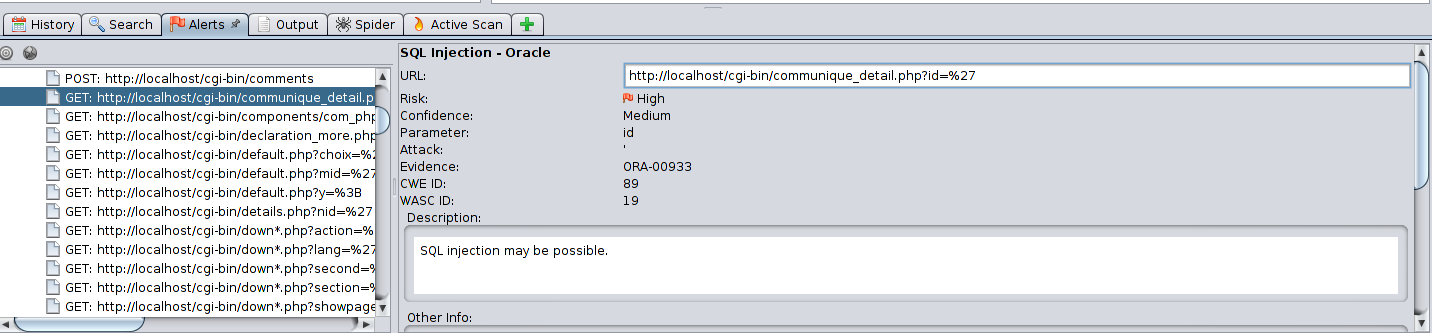 History Search Alerts Output Spider Active Scan
POST: http://localhost/cgi-bin/comments
GET: http://localhost/cgi-bin/communique_detail.p
GET: http://localhost/cgi-bin/components/com_php
GET: http://localhost/cgi-bin/declaration_more.php
GET: http://localhost/cgi-bin/default.php?choix=%2
GET: http://localhost/cgi-bin/default.php?mid=%27
GET: http://localhost/cgi-bin/default.php?y=%3B
GET: http://localhost/cgi-bin/details.php?nid=%27
GET: http://localhost/cgi-bin/down*.php?action=%
GET: http://localhost/cgi-bin/down*.php?lang=%27
GET: http://localhost/cgi-bin/down*.php?second=%
GET: http://localhost/cgi-bin/down*.php?section=%
GET: http://localhost/cgi-bin/down*.php?showpage
SQL Injection - Oracle
URL: http://localhost/cgi-bin/communique_detail.php?id=%27
Risk: High
Confidence: Medium
Parameter: id
Attack: '
Evidence: ORA-00933
CWE ID: 89
WASC ID: 19
Description:
SQL injection may be possible.
Other Info: